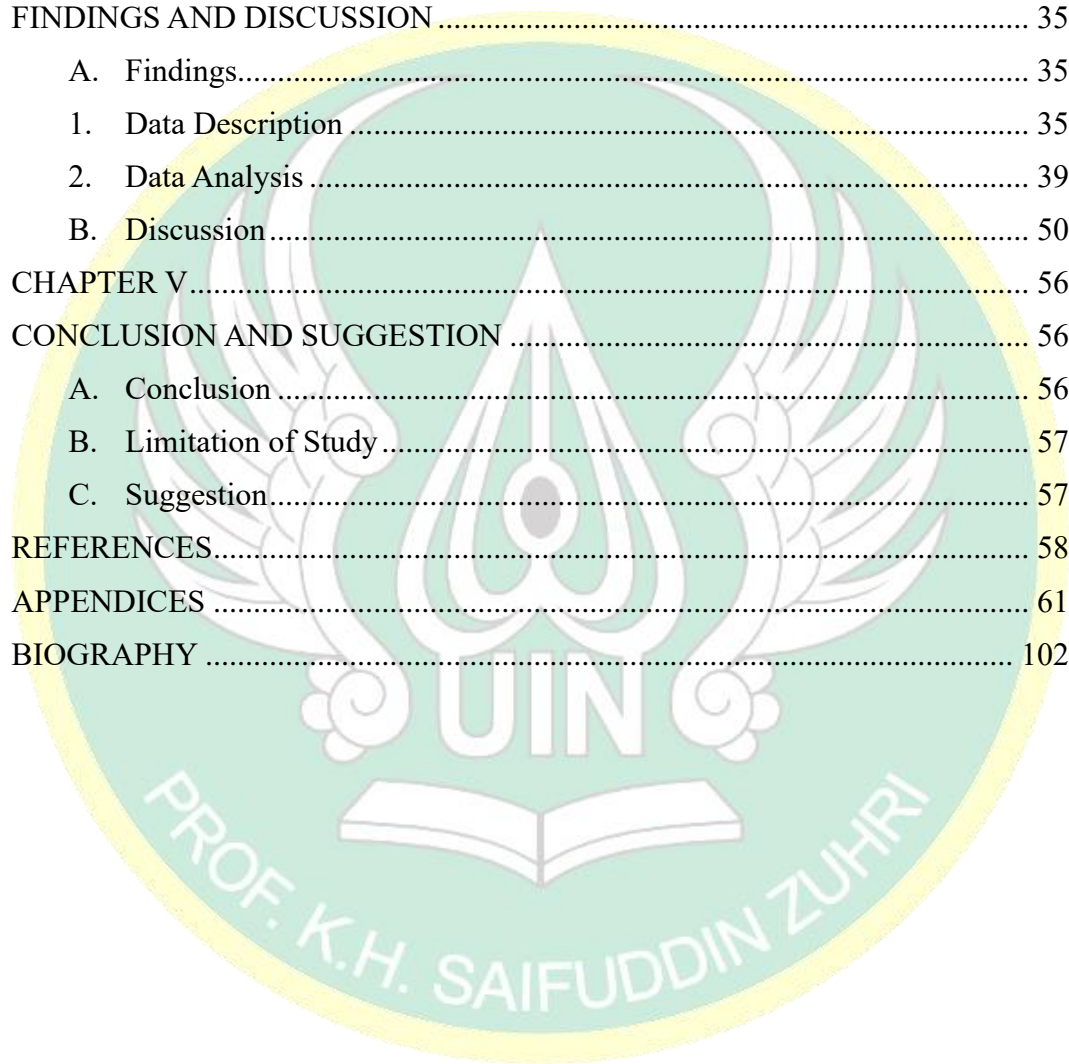 FINDINGS AND DISCUSSION ........ 35
A. Findings ........ 35
1. Data Description ........ 35
2. Data Analysis ........ 39
B. Discussion ........ 50
CHAPTER V ........ 56
CONCLUSION AND SUGGESTION ........ 56
A. Conclusion ........ 56
B. Limitation of Study ........ 57
C. Suggestion ........ 57
REFERENCES ........ 58
APPENDICES ........ 61
BIOGRAPHY ........ 102
UIN
PROF. K.H. SAIFUDDIN ZUHRI